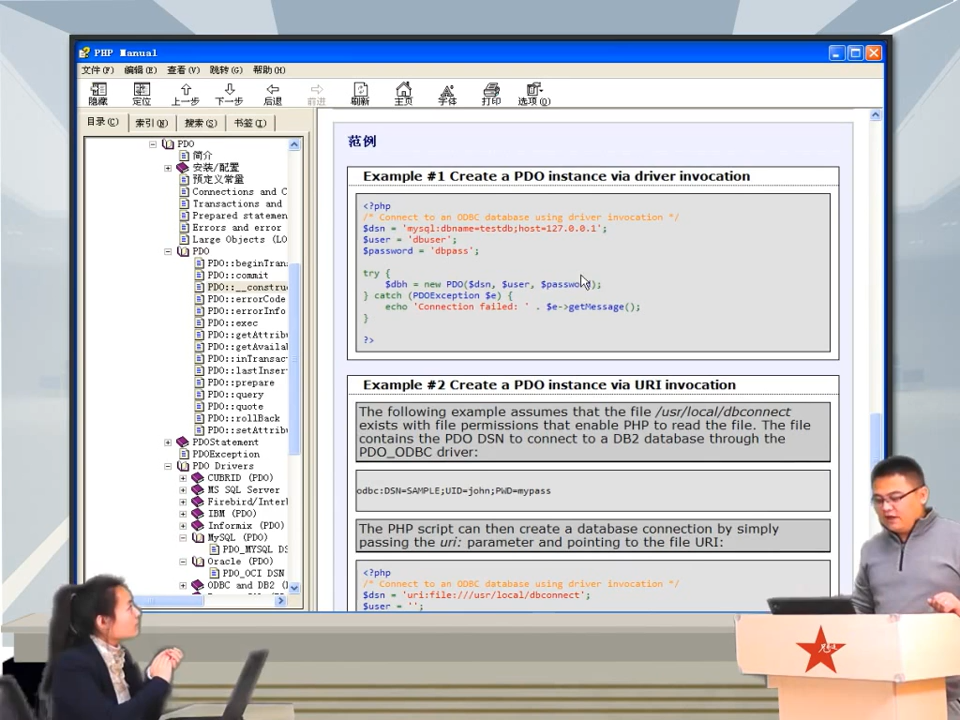 PHP Manual
文件(F) 编辑(E) 查看(V) 跳转(G) 帮助(H)
隐藏 定位 上一步 下一步 后退 前进 刷新 主页 字体 打印 选项(O)
目录(C) 索引(N) 搜索(S) 书签(I)
PDO
简介
安装/配置
预定义常量
Connections and C
Transactions and
Prepared statemen
Errors and error
Large Objects (LO
PDO
PDO::beginTran
PDO::commit
PDO::__constru
PDO::errorCode
PDO::errorInfo
PDO::exec
PDO::getAttrib
PDO::getAvaila
PDO::inTransac
PDO::lastInser
PDO::prepare
PDO::query
PDO::quote
PDO::rollBack
PDO::setAttrib
PDOStatement
PDOException
PDO Drivers
CUBRID (PDO)
MS SQL Server
Firebird/Inter
IBM (PDO)
Informix (PDO)
MySQL (PDO)
PDO_MYSQL DS
Oracle (PDO)
PDO_OCI DSN
ODBC and DB2 (
范例
Example #1 Create a PDO instance via driver invocation
<?php
/* Connect to an ODBC database using driver invocation */
$dsn = 'mysql:dbname=testdb;host=127.0.0.1';
$user = 'dbuser';
$password = 'dbpass';
try {
$dbh = new PDO($dsn, $user, $password);
} catch (PDOException $e) {
echo 'Connection failed: ' . $e->getMessage();
}
?>
Example #2 Create a PDO instance via URI invocation
The following example assumes that the file /usr/local/dbconnect
exists with file permissions that enable PHP to read the file. The file
contains the PDO DSN to connect to a DB2 database through the
PDO_ODBC driver:
odbc:DSN=SAMPLE;UID=john;PWD=mypass
The PHP script can then create a database connection by simply
passing the uri: parameter and pointing to the file URI:
<?php
/* Connect to an ODBC database using driver invocation */
$dsn = 'uri:file:///usr/local/dbconnect';
$user = '';